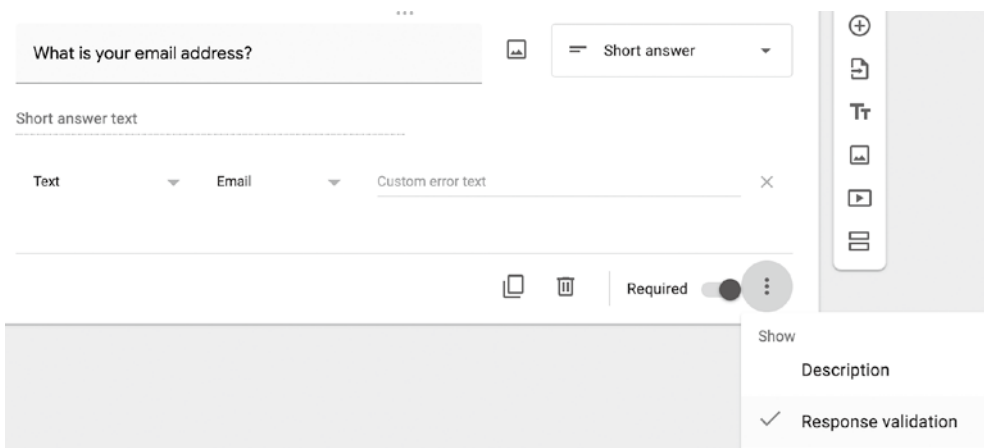 What is your email address?
Short answer
Short answer text
Text
Email
Custom error text
Required
Show
Description
Response validation